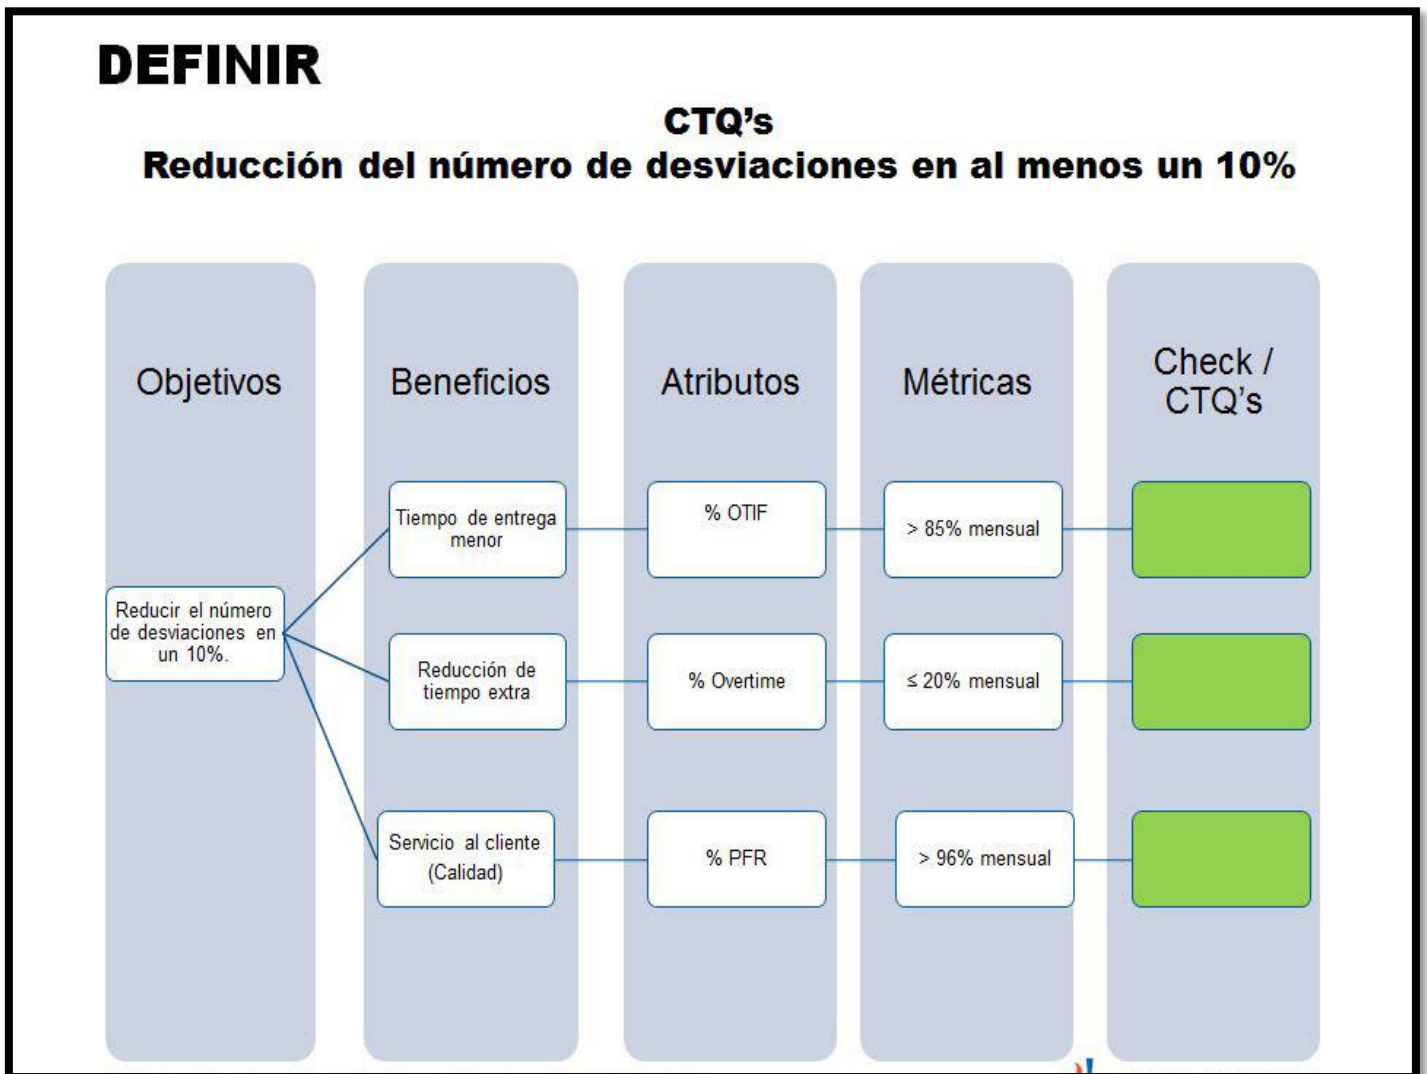 DEFINIR
CTQ’s
Reducción del número de desviaciones en al menos un 10%
Objetivos
Beneficios
Atributos
Métricas
Check /
CTQ’s
Tiempo de entrega
menor
% OTIF
> 85% mensual
Reducir el número
de desviaciones en
un 10%.
Reducción de
tiempo extra
% Overtime
≤ 20% mensual
Servicio al cliente
(Calidad)
% PFR
> 96% mensual